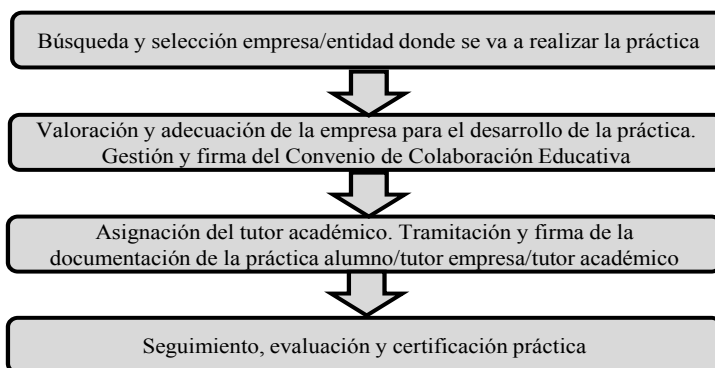 Búsqueda y selección empresa/entidad donde se va a realizar la práctica
Valoración y adecuación de la empresa para el desarrollo de la práctica.
Gestión y firma del Convenio de Colaboración Educativa
Asignación del tutor académico. Tramitación y firma de la
documentación de la práctica alumno/tutor empresa/tutor académico
Seguimiento, evaluación y certificación práctica